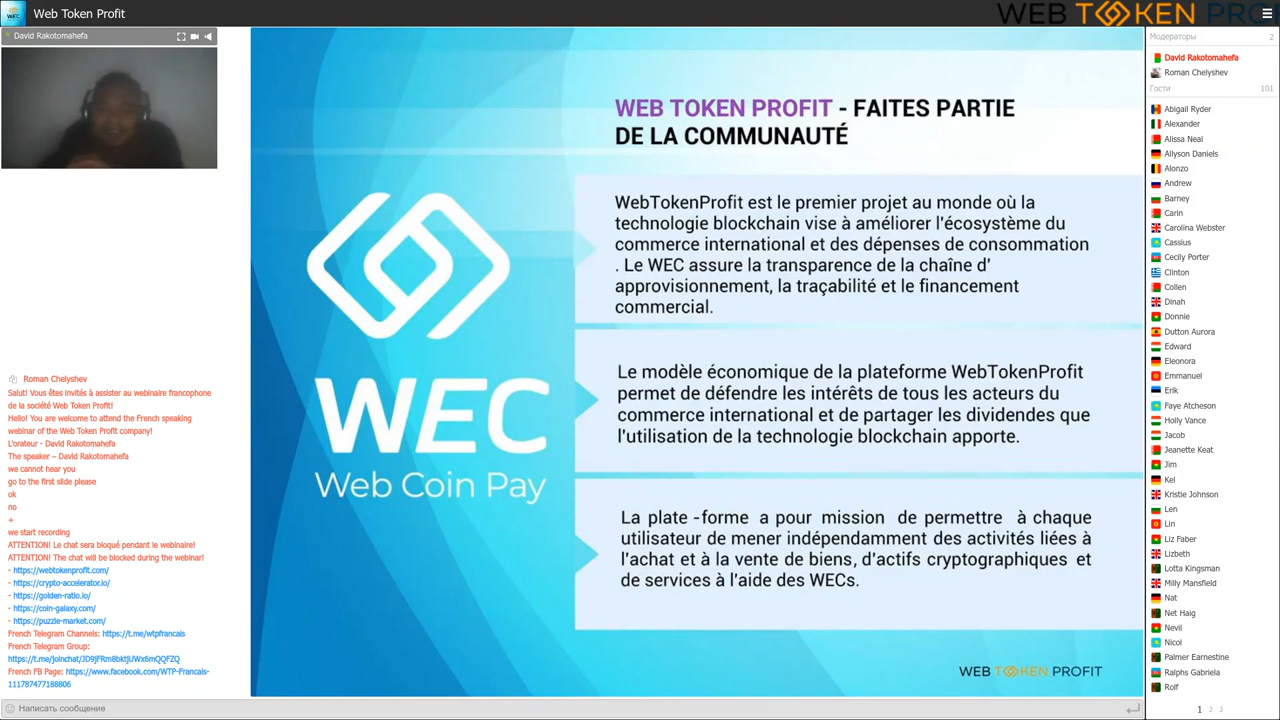 Web Token Profit
WEB TOKEN PROF
David Rakotomahefa
Roman Chelyshev
Salut! Vous êtes invités à assister au webinaire francophone
de la société Web Token Profit!
Hello! You are welcome to attend the French speaking
webinar of the Web Token Profit company!
L'orateur - David Rakotomahefa
The speaker – David Rakotomahefa
we cannot hear you
go to the first slide please
ok
no
+
we start recording
ATTENTION! Le chat sera bloqué pendant le webinaire!
ATTENTION! The chat will be blocked during the webinar!
- https://webtokenprofit.com/
- https://crypto-accelerator.io/
- https://golden-ratio.io/
- https://coin-galaxy.com/
- https://puzzle-market.com/
French Telegram Channels: https://t.me/wtpfrancais
French Telegram Group:
https://t.me/joinchat/JD9jFRm8bktjUWx6mQQFZQ
French FB Page: https://www.facebook.com/WTP-Francais-
111787477188806
Написать сообщение
WEC
Web Coin Pay
WEB TOKEN PROFIT - FAITES PARTIE
DE LA COMMUNAUTÉ
WebTokenProfit est le premier projet au monde où la
technologie blockchain vise à améliorer l'écosystème du
commerce international et des dépenses de consommation
. Le WEC assure la transparence de la chaîne d'
approvisionnement, la traçabilité et le financement
commercial.
Le modèle économique de la plateforme WebTokenProfit
permet de défendre les intérêts de tous les acteurs du
commerce international et de partager les dividendes que
l'utilisation de la technologie blockchain apporte.
La plate -forme a pour mission de permettre à chaque
utilisateur de mener indépendamment des activités liées à
l'achat et à la vente de biens, d'actifs cryptographiques et
de services à l'aide des WECs.
WEB TOKEN PROFIT
Модераторы 2
David Rakotomahefa
Roman Chelyshev
Гости 101
Abigail Ryder
Alexander
Alissa Neal
Allyson Daniels
Alonzo
Andrew
Barney
Carin
Carolina Webster
Cassius
Cecily Porter
Clinton
Collen
Dinah
Donnie
Dutton Aurora
Edward
Eleonora
Emmanuel
Erik
Faye Atcheson
Holly Vance
Jacob
Jeanette Keat
Jim
Kel
Kristie Johnson
Len
Lin
Liz Faber
Lizbeth
Lotta Kingsman
Milly Mansfield
Nat
Net Haig
Nevil
Nicol
Palmer Earnestine
Ralphs Gabriela
Rolf
1 2 3